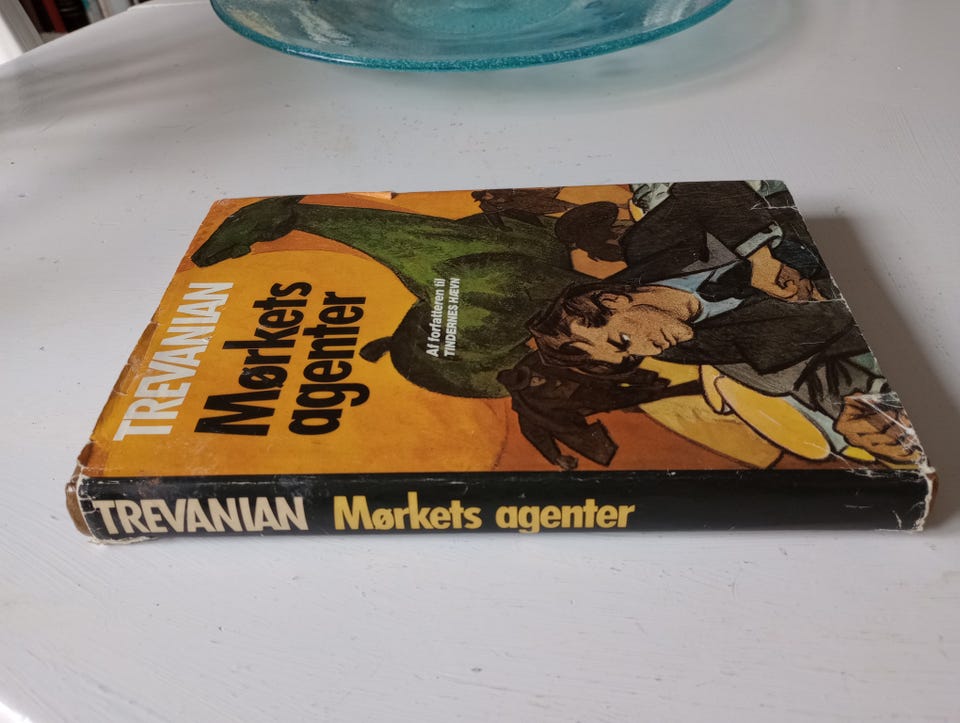 TREVANIAN
Mørkets
agenter
Af forfatteren til
TINDERNES HÆVN
TREVANIAN Mørkets agenter